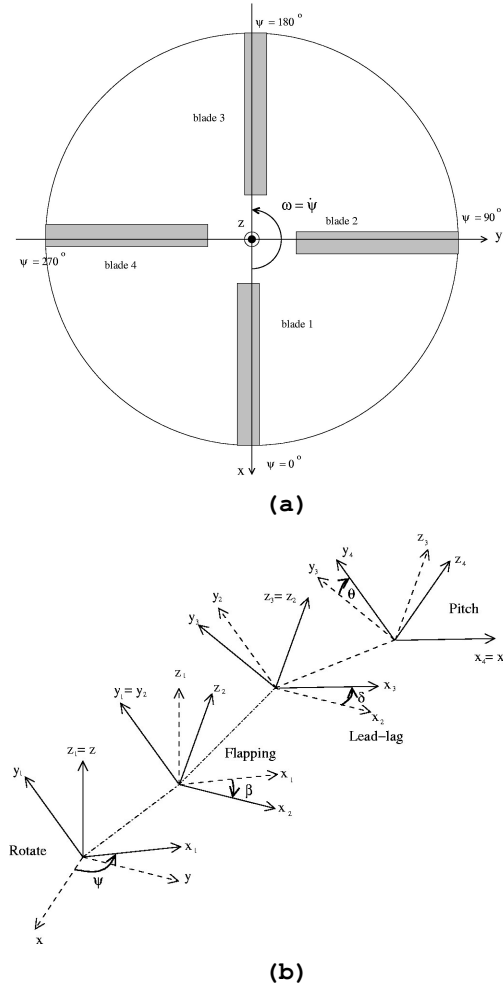 ψ = 180°
blade 3
ω = ψ̇
blade 2
ψ = 90°
z
y
ψ = 270°
blade 4
blade 1
x
ψ = 0°
(a)
z₃
y₄
y₃
z₄
θ
Pitch
x₄= x
z₃= z₂
y₂
y₃
x₃
δ
x₂
Lead-lag
z₁
z₂
y₁= y₂
Flapping
x₁
β
x₂
z₁= z
y₁
Rotate
x₁
ψ
y
x
(b)